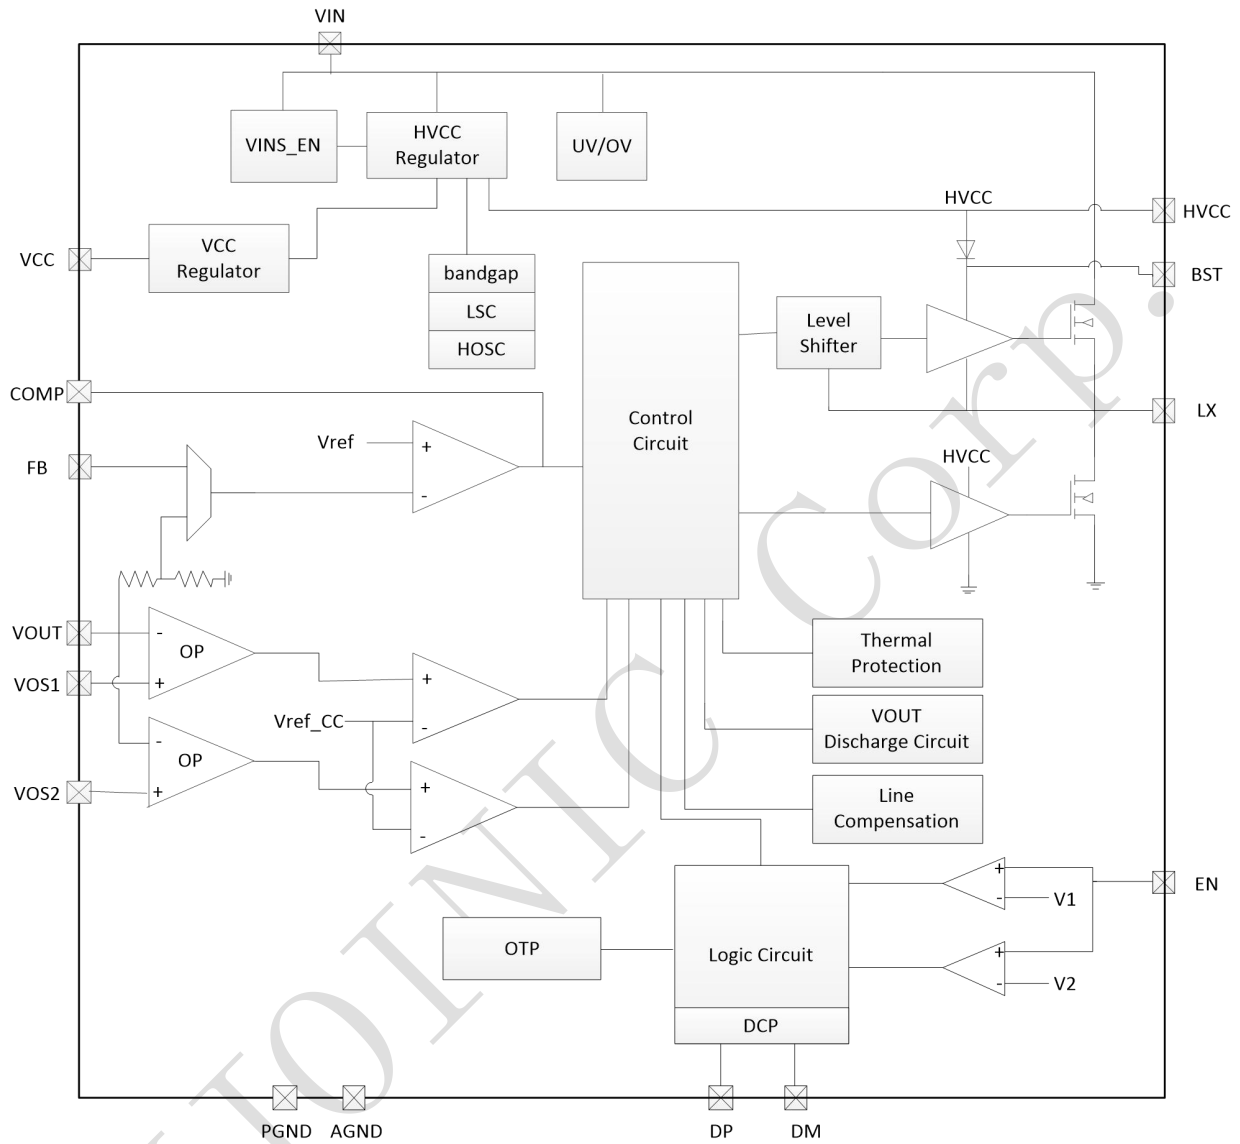 VIN
VINS_EN
HVCC
Regulator
UV/OV
HVCC
HVCC
VCC
VCC
Regulator
BST
bandgap
LSC
HOSC
Level
Shifter
COMP
LX
Control
Circuit
Vref
+
-
FB
HVCC
VOUT
-
OP
+
VOS1
Thermal
Protection
+
Vref_CC
-
VOUT
Discharge Circuit
-
OP
+
VOS2
+
-
Line
Compensation
+
-
V1
EN
OTP
Logic Circuit
+
-
V2
DCP
PGND
AGND
DP
DM
JOINIC Corp.